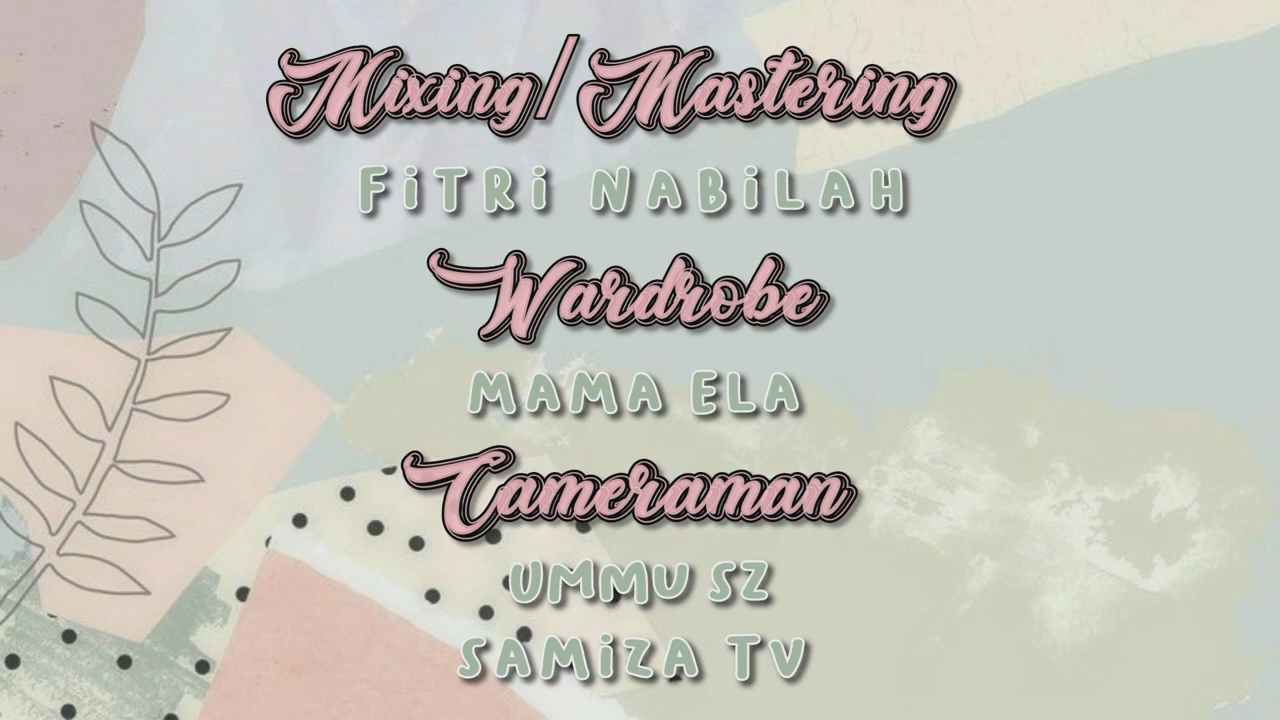 Mixing/Mastering
FiTRi NABiLAH
Wardrobe
MAMA ELA
Cameraman
UMMU SZ
SAMiZA TV